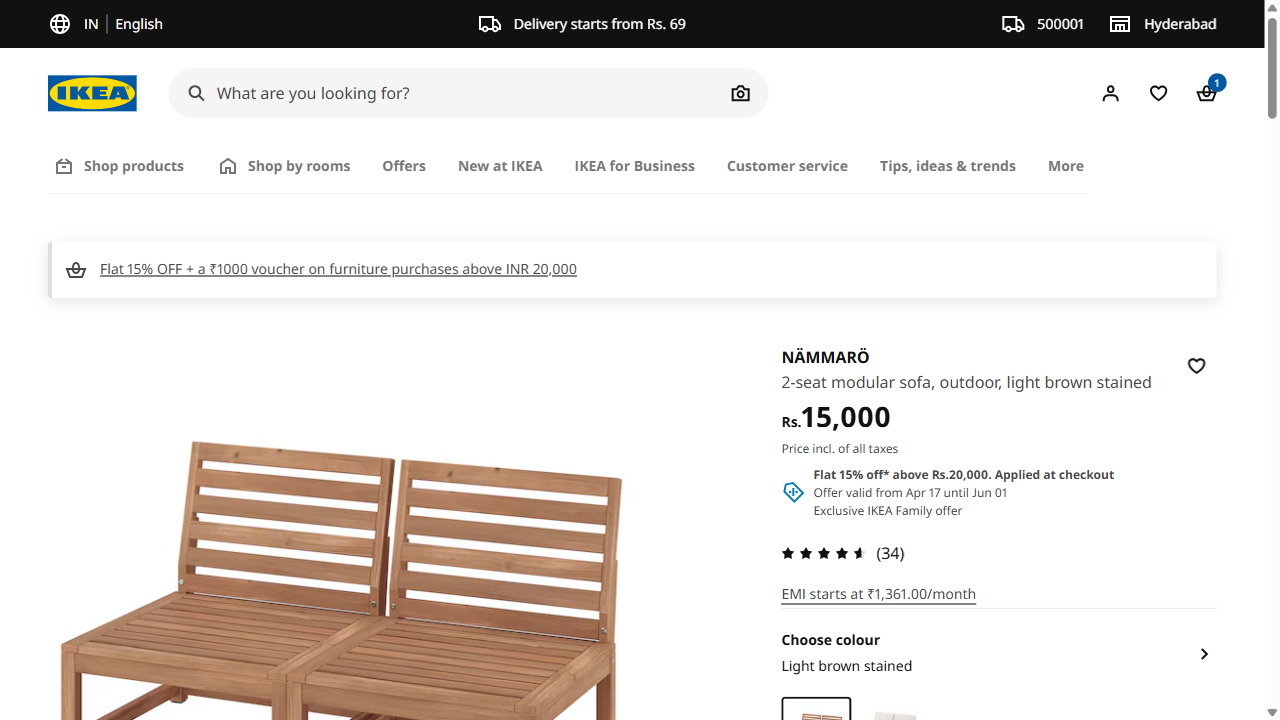 IN English
Delivery starts from Rs. 69
500001
Hyderabad
IKEA
What are you looking for?
1
Shop products
Shop by rooms
Offers
New at IKEA
IKEA for Business
Customer service
Tips, ideas & trends
More
Flat 15% OFF + a ₹1000 voucher on furniture purchases above INR 20,000
NÄMMARÖ
2-seat modular sofa, outdoor, light brown stained
Rs.15,000
Price incl. of all taxes
Flat 15% off* above Rs.20,000. Applied at checkout
Offer valid from Apr 17 until Jun 01
Exclusive IKEA Family offer
(34)
EMI starts at ₹1,361.00/month
Choose colour
Light brown stained